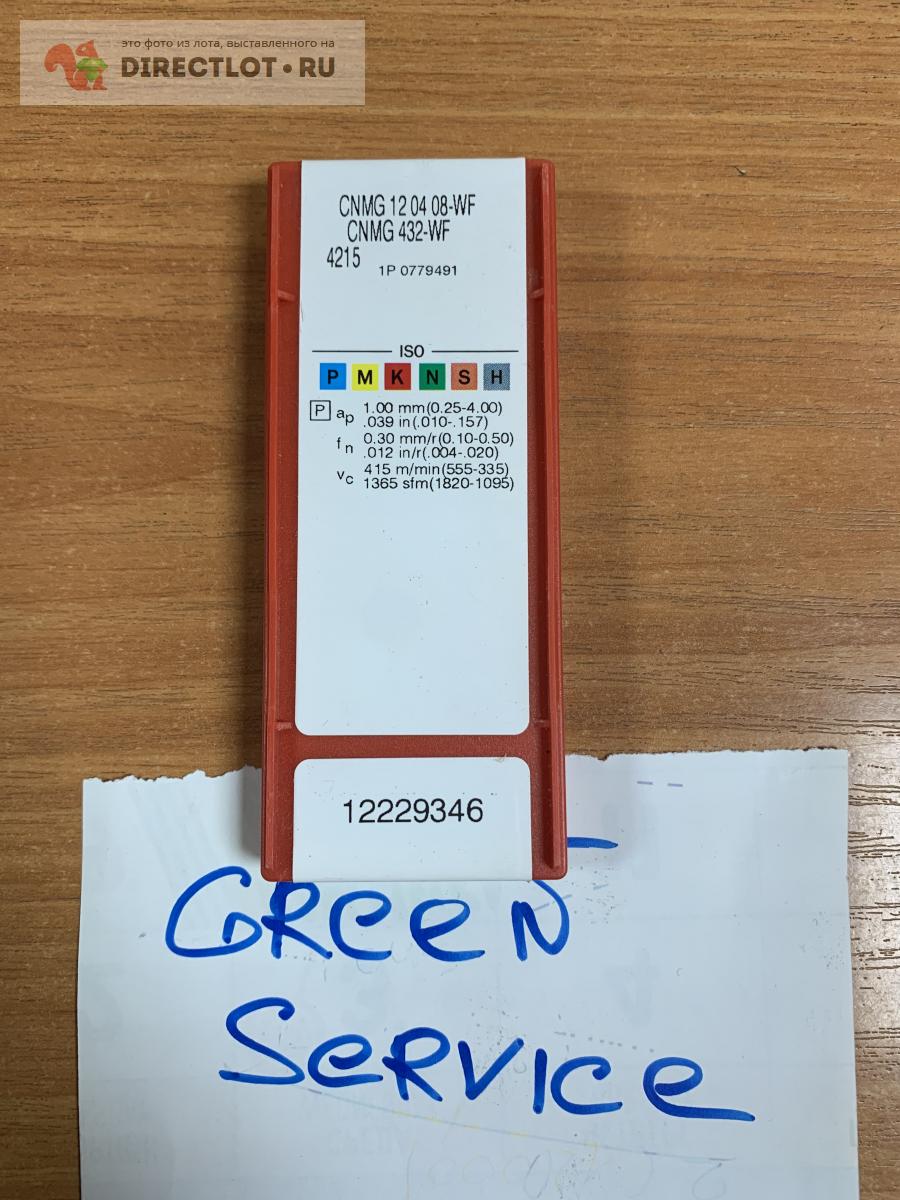 это фото из лота, выставленного на
DIRECTLOT.RU
CNMG 12 04 08-WF
CNMG 432-WF
4215
1P 0779491
ISO
P M K N S H
P ap 1.00 mm(0.25-4.00)
.039 in(.010-.157)
fn 0.30 mm/r(0.10-0.50)
.012 in/r(.004-.020)
vc 415 m/min(555-335)
1365 sfm(1820-1095)
12229346
GReeN
SeRVICe